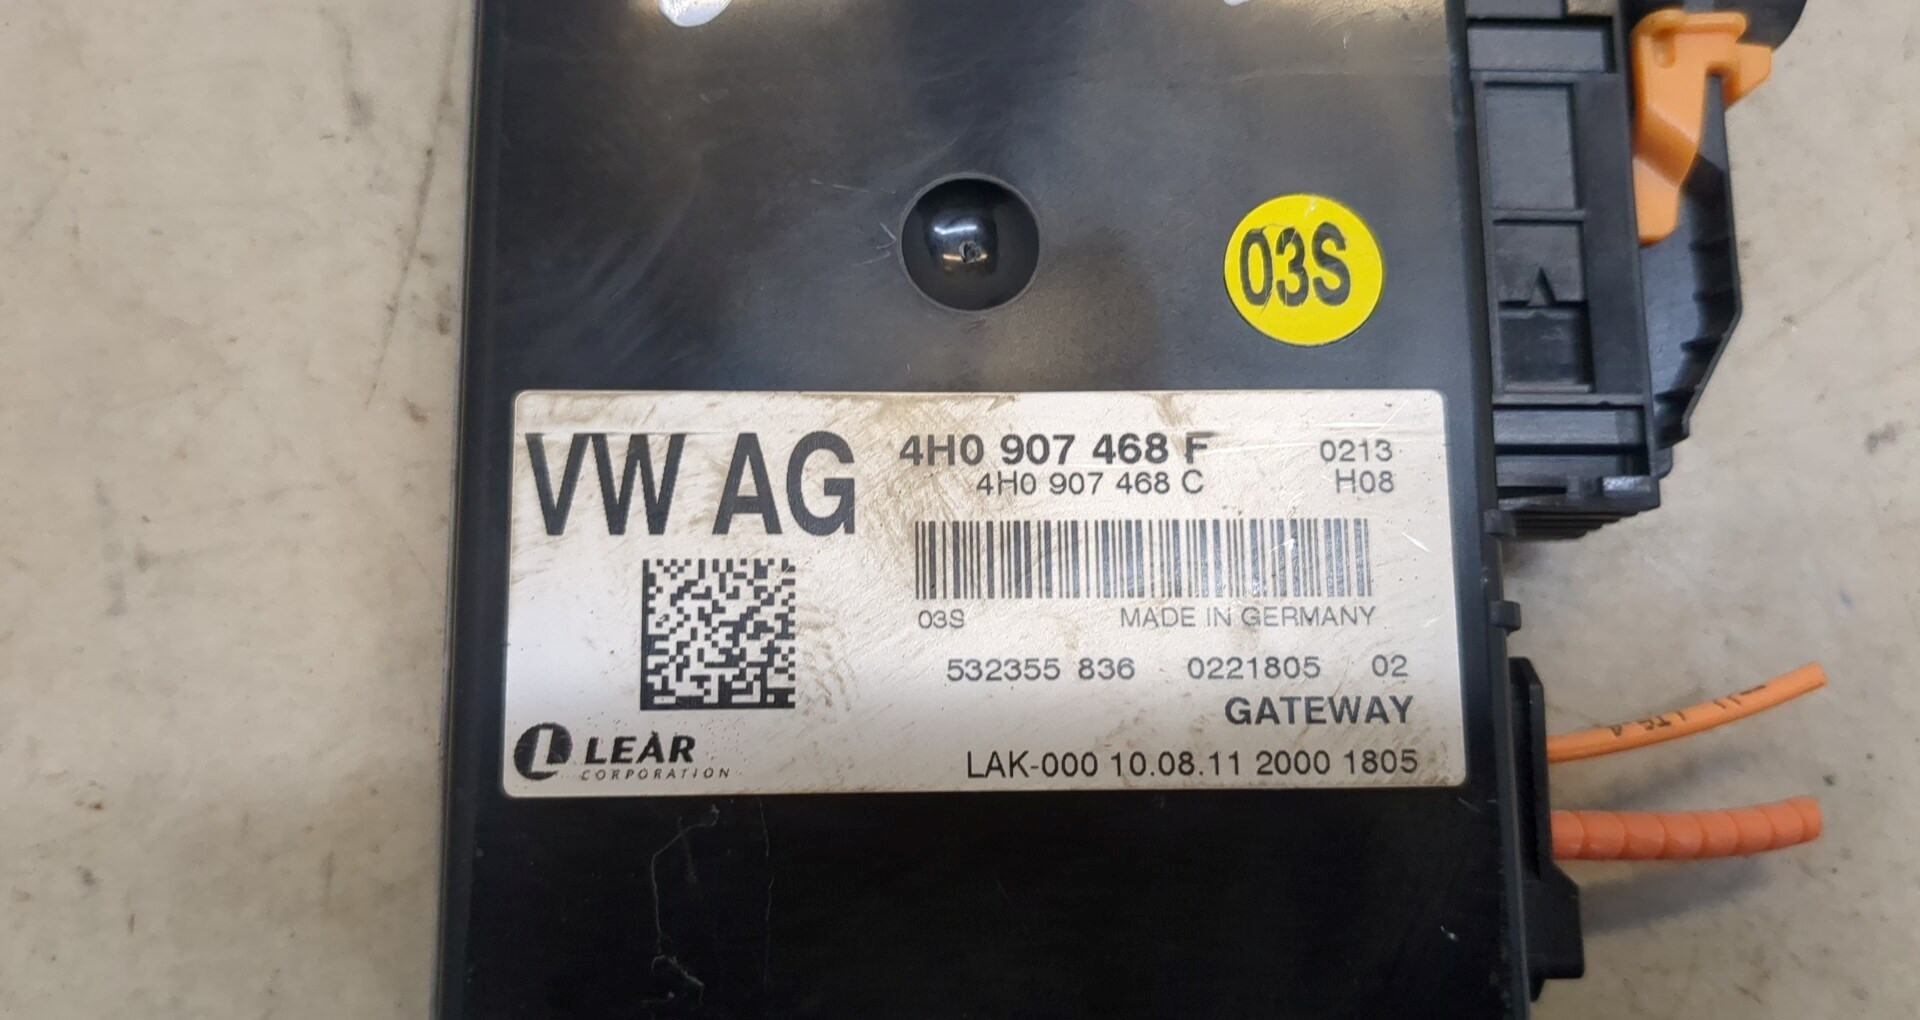 03S
VW AG
4H0 907 468 F 0213
4H0 907 468 C H08
03S MADE IN GERMANY
532355 836 0221805 02
GATEWAY
LEAR
CORPORATION
LAK-000 10.08.11 2000 1805